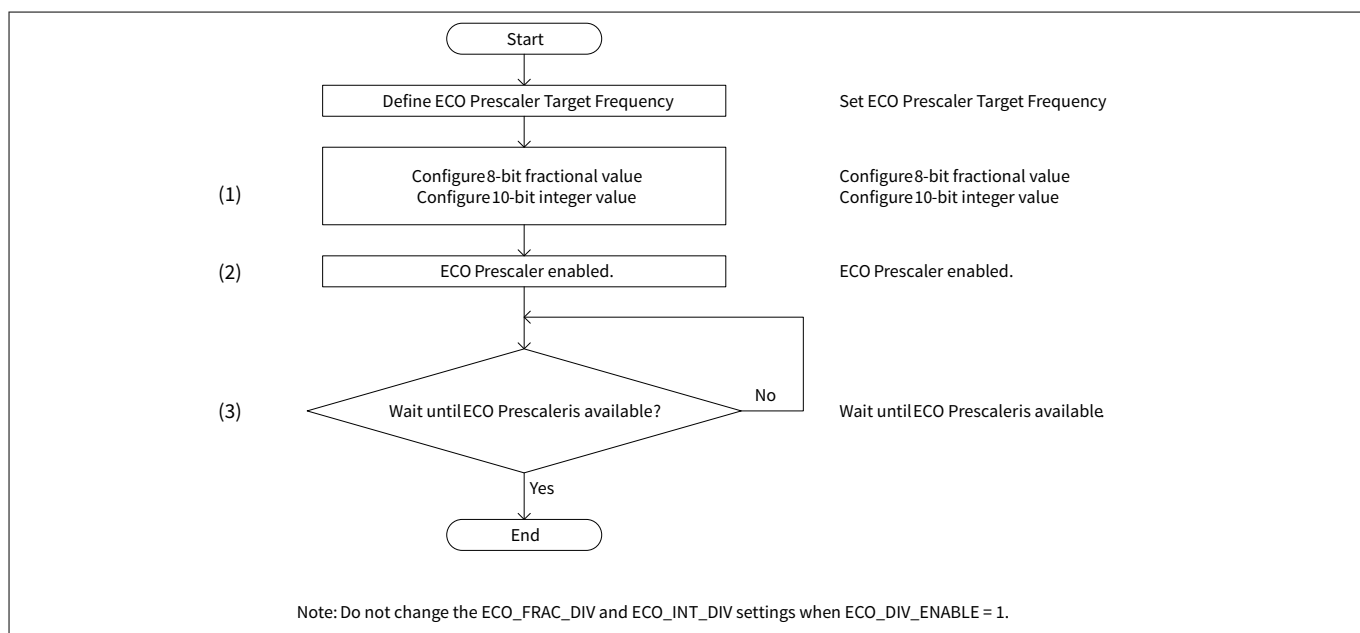 Start
Define ECO Prescaler Target Frequency
Set ECO Prescaler Target Frequency
(1)
Configure 8-bit fractional value
Configure 10-bit integer value
Configure 8-bit fractional value
Configure 10-bit integer value
(2)
ECO Prescaler enabled.
ECO Prescaler enabled.
(3)
Wait until ECO Prescaleris available?
No
Wait until ECO Prescaleris available.
Yes
End
Note: Do not change the ECO_FRAC_DIV and ECO_INT_DIV settings when ECO_DIV_ENABLE = 1.